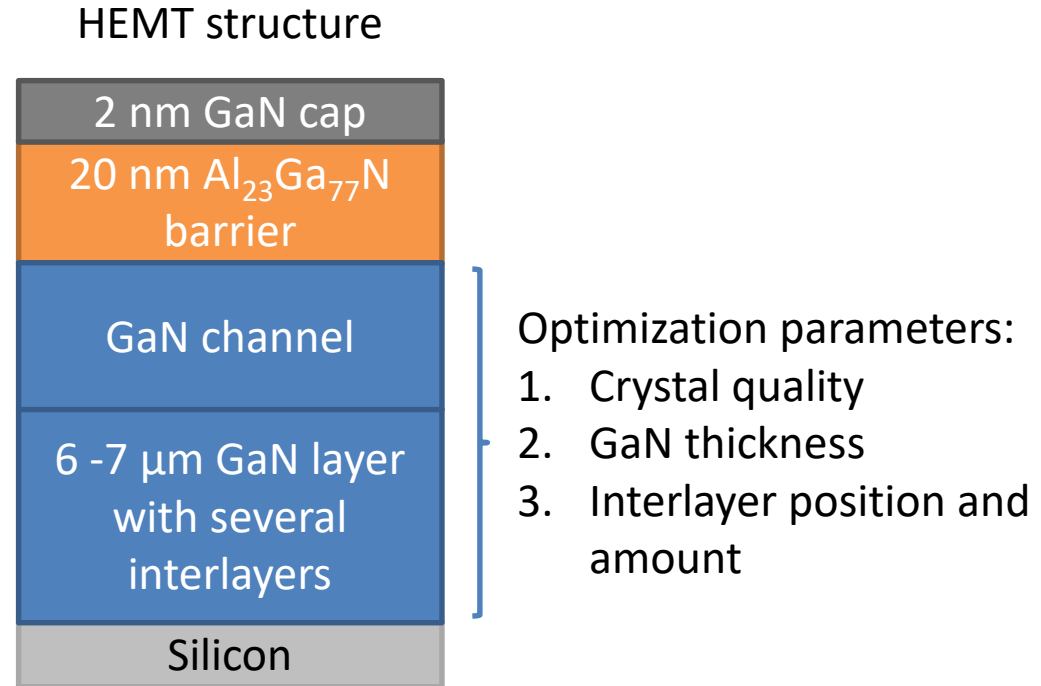 HEMT structure
2 nm GaN cap
20 nm Al₂₃Ga₇₇N
barrier
GaN channel
6 -7 µm GaN layer
with several
interlayers
Silicon
Optimization parameters:
1. Crystal quality
2. GaN thickness
3. Interlayer position and
amount